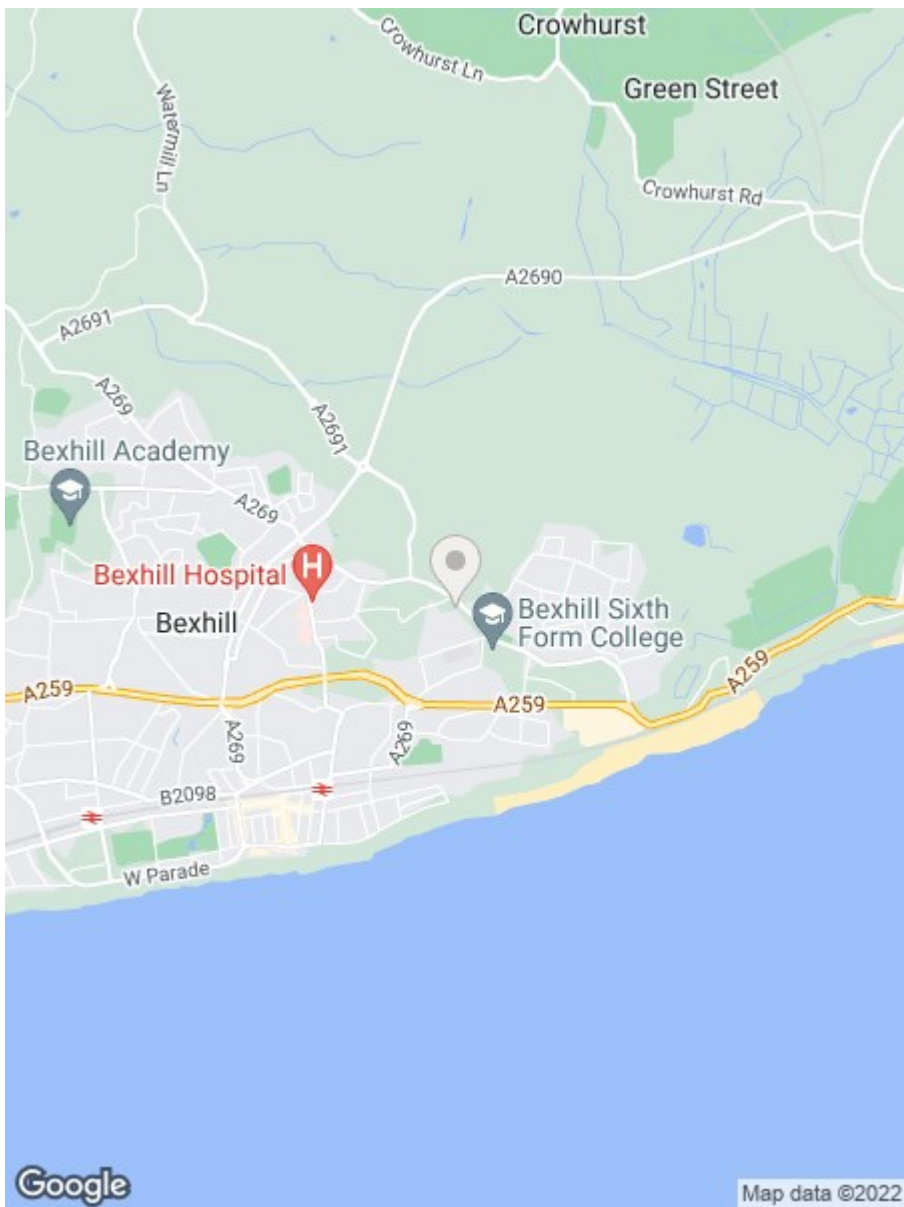 Crowhurst
Crowhurst Ln
Green Street
Watermill Ln
Crowhurst Rd
A2690
A2691
A269
A2691
Bexhill Academy
A269
H
Bexhill Hospital
Bexhill
Bexhill Sixth
Form College
A259
A259
A259
A269
A269
B2098
W Parade
Google
Map data ©2022